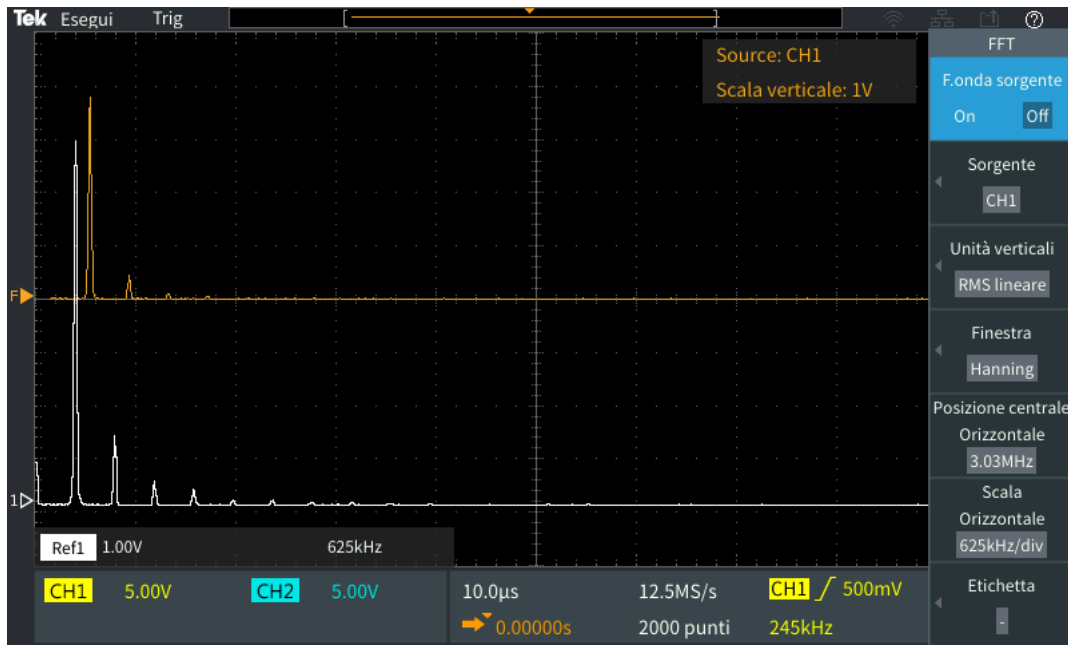 Tek Esegui Trig
Source: CH1
Scala verticale: 1V
F
1
Ref1 1.00V 625kHz
CH1 5.00V CH2 5.00V 10.0µs 12.5MS/s CH1 500mV
0.00000s 2000 punti 245kHz
?
FFT
F.onda sorgente
On Off
Sorgente
CH1
Unità verticali
RMS lineare
Finestra
Hanning
Posizione centrale
Orizzontale
3.03MHz
Scala
Orizzontale
625kHz/div
Etichetta
-